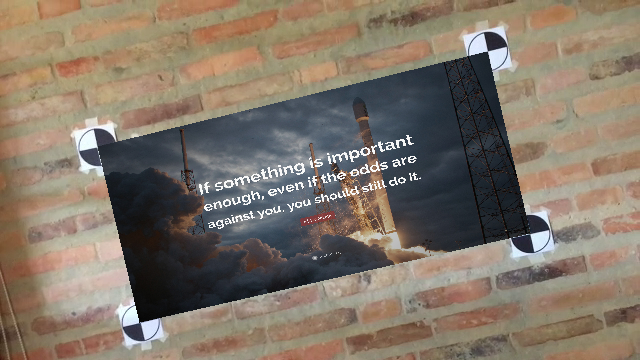 If something is important
enough, even if the odds are
against you, you should still do it.